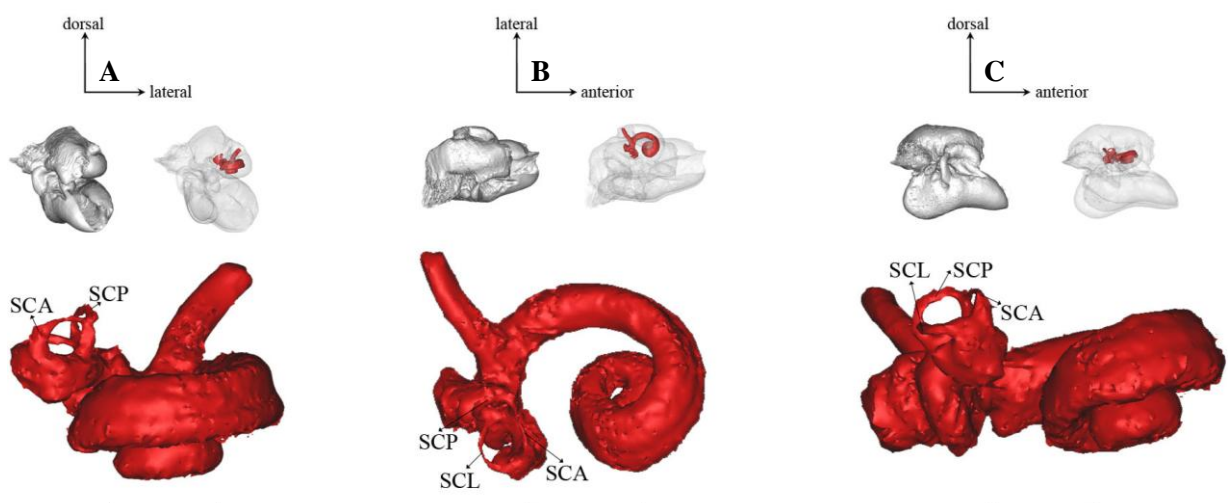 dorsal
A
lateral
SCA
SCP
lateral
B
anterior
SCP
SCL
SCA
dorsal
C
anterior
SCL
SCP
SCA